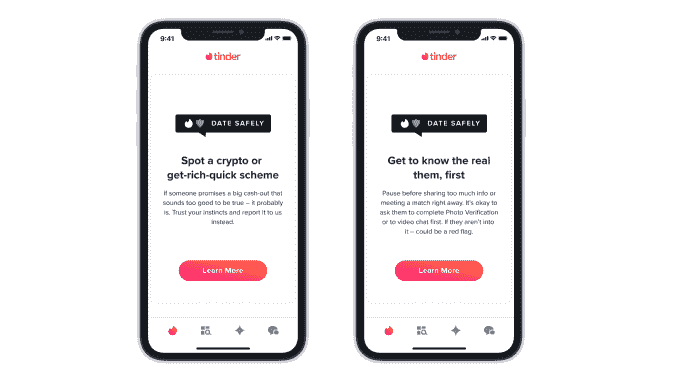 9:41
tinder
DATE SAFELY
Spot a crypto or
get-rich-quick scheme
If someone promises a big cash-out that
sounds too good to be true – it probably
is. Trust your instincts and report it to us
instead.
Learn More
9:41
tinder
DATE SAFELY
Get to know the real
them, first
Pause before sharing too much info or
meeting a match right away. It's okay to
ask them to complete Photo Verification
or to video chat first. If they aren't into
it – could be a red flag.
Learn More